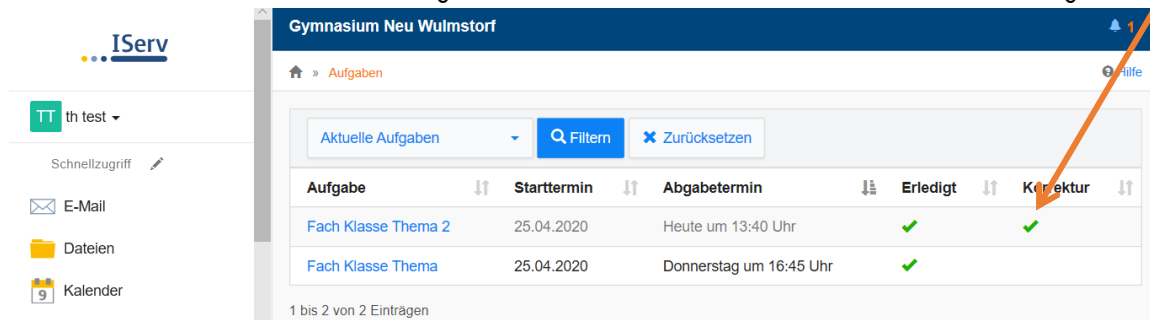 IServ
TT th test
Schnellzugriff
E-Mail
Dateien
9 Kalender
Gymnasium Neu Wulmstorf
1
» Aufgaben
Hilfe
Aktuelle Aufgaben Filtern Zurücksetzen
Aufgabe Starttermin Abgabetermin Erledigt Korrektur
Fach Klasse Thema 2 25.04.2020 Heute um 13:40 Uhr
Fach Klasse Thema 25.04.2020 Donnerstag um 16:45 Uhr
1 bis 2 von 2 Einträgen